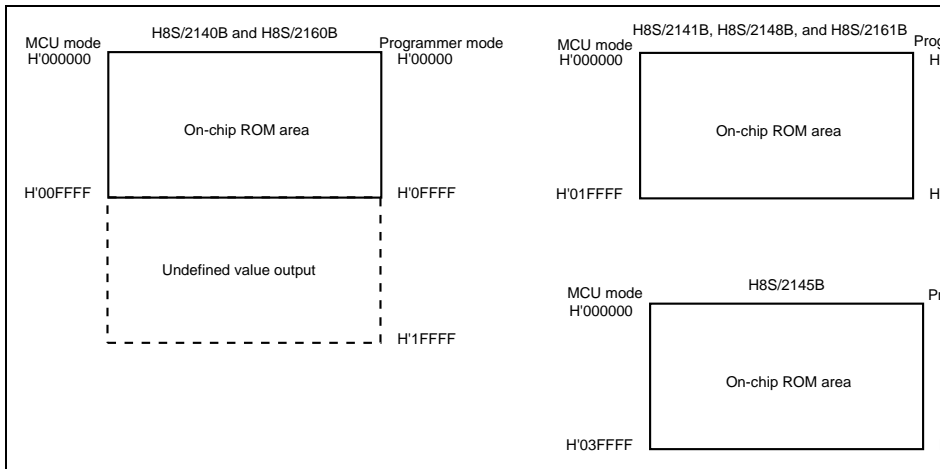 H8S/2140B and H8S/2160B
MCU mode
Programmer mode
H'000000
H'00000
On-chip ROM area
H'00FFFF
H'0FFFF
Undefined value output
H'1FFFF
H8S/2141B, H8S/2148B, and H8S/2161B
MCU mode
H'000000
On-chip ROM area
H'01FFFF
H8S/2145B
MCU mode
H'000000
On-chip ROM area
H'03FFFF